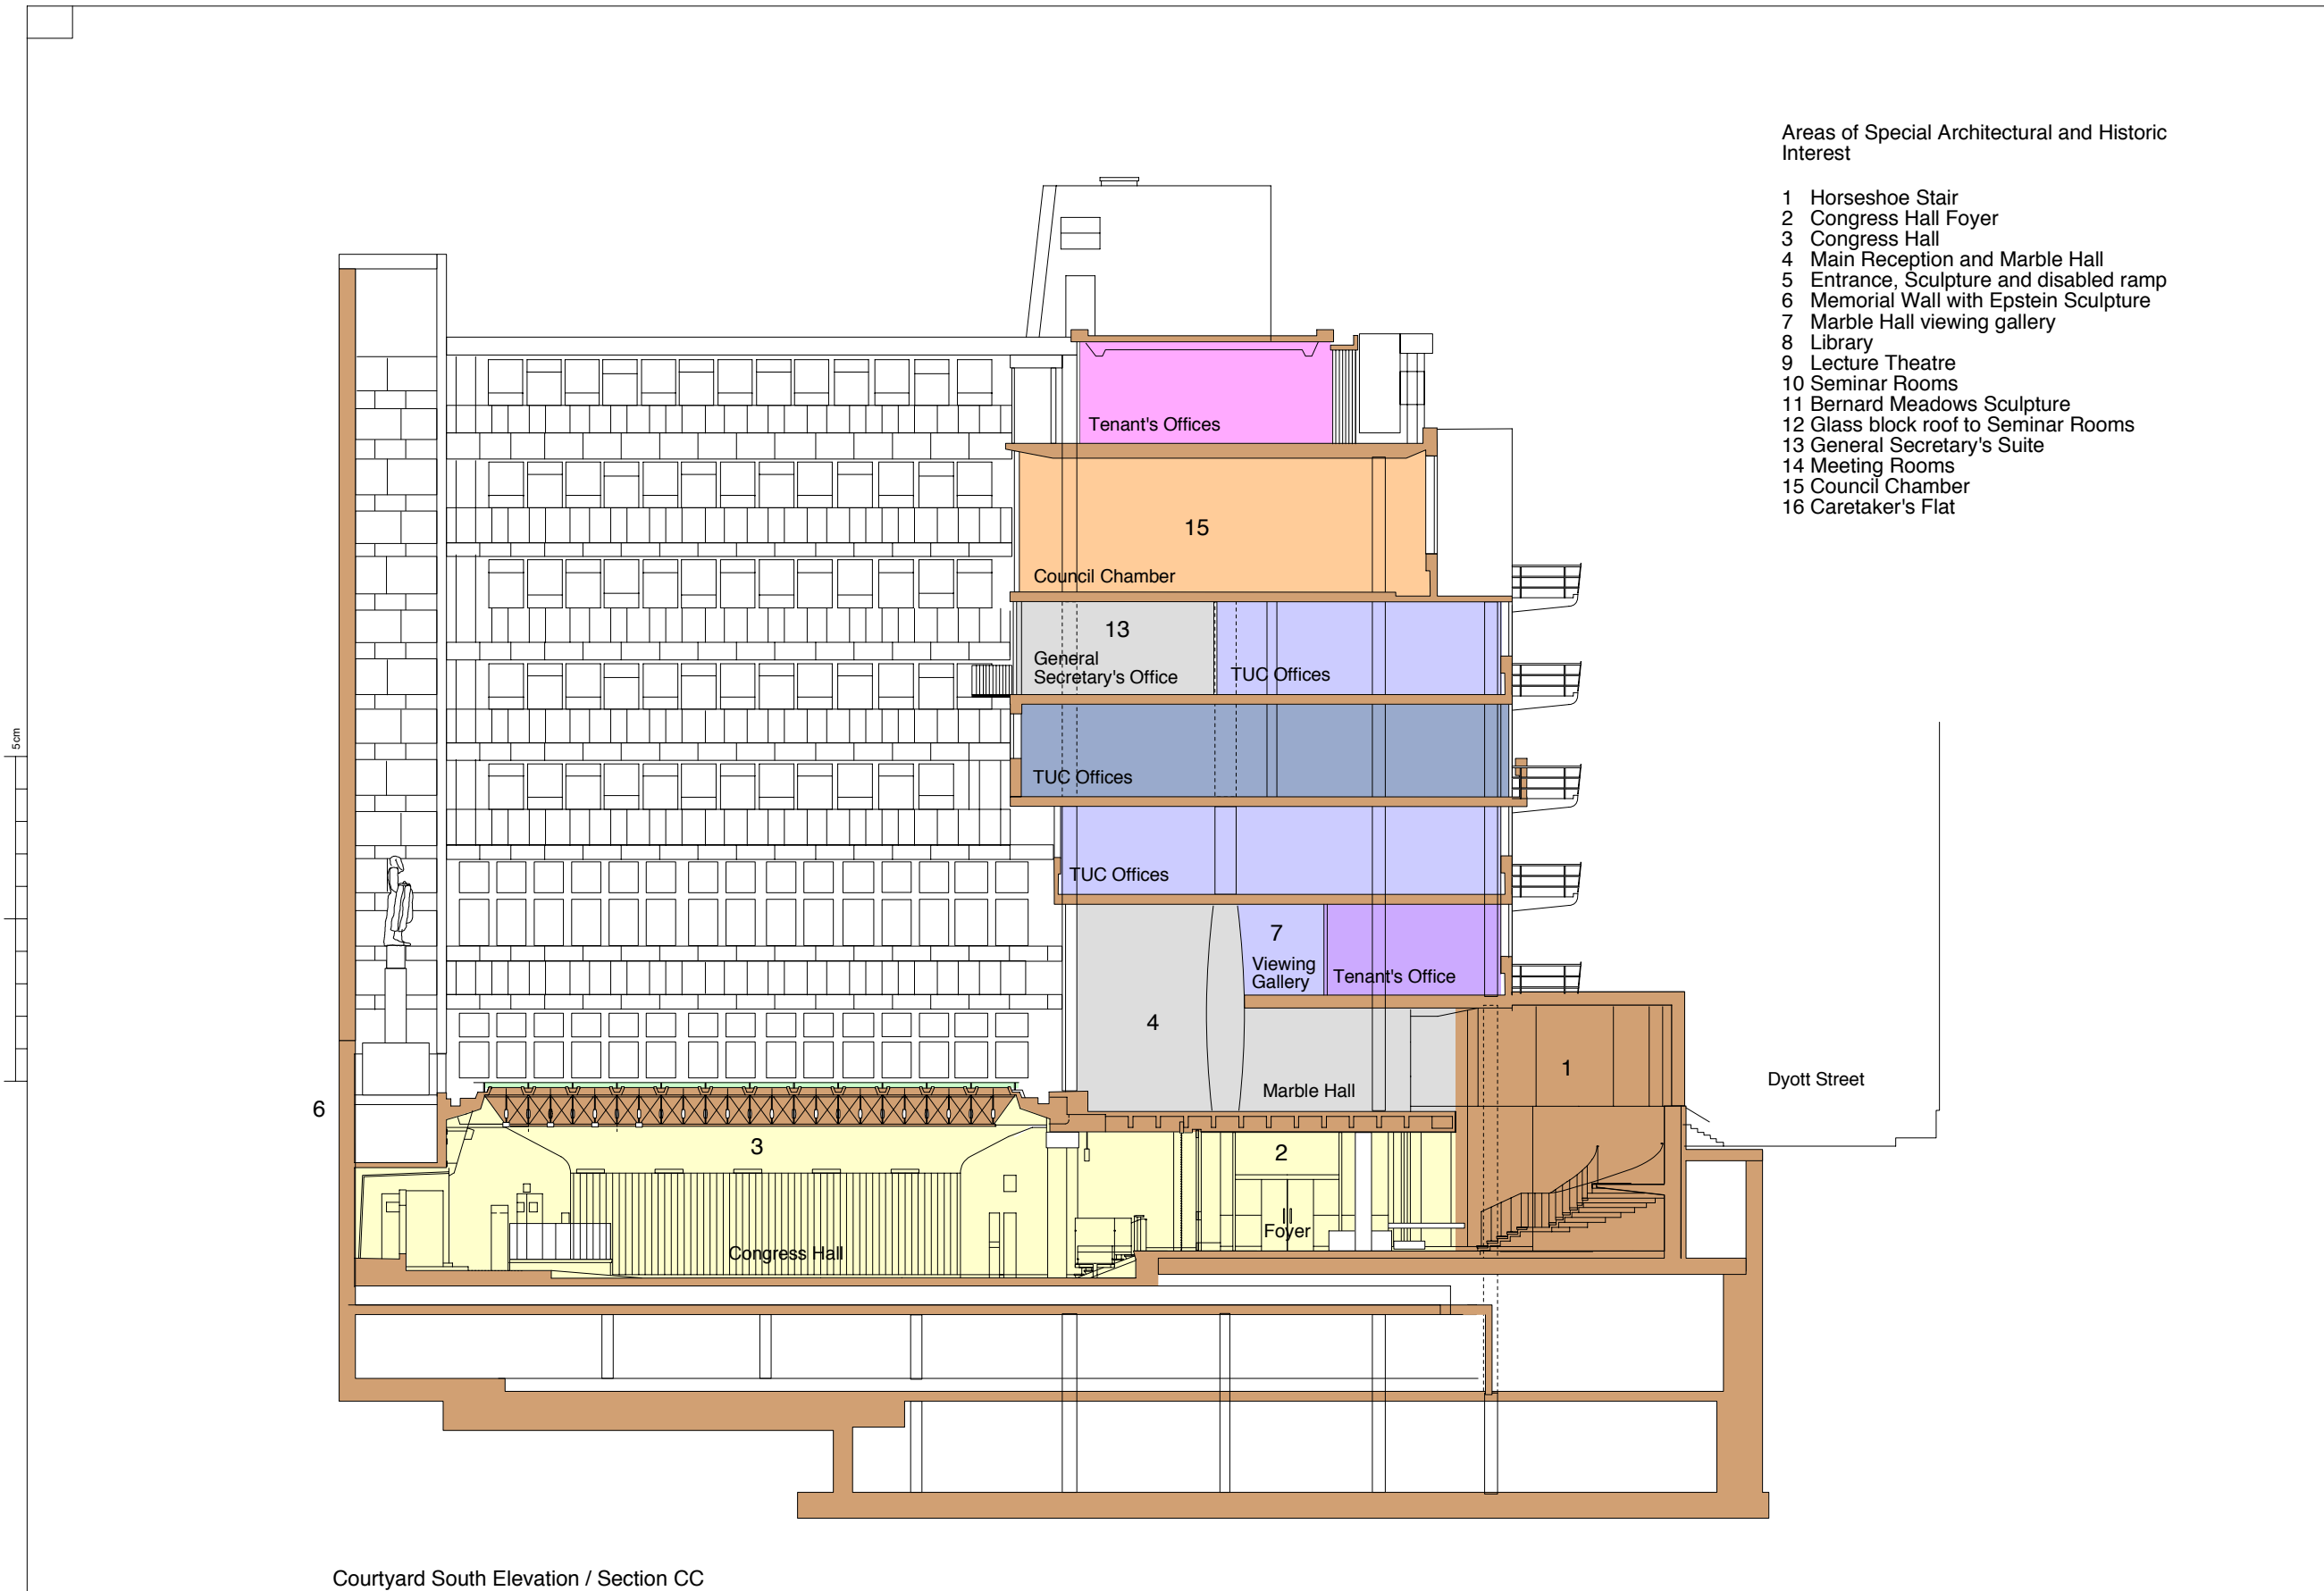 Areas of Special Architectural and Historic
Interest
1 Horseshoe Stair
2 Congress Hall Foyer
3 Congress Hall
4 Main Reception and Marble Hall
5 Entrance, Sculpture and disabled ramp
6 Memorial Wall with Epstein Sculpture
7 Marble Hall viewing gallery
8 Library
9 Lecture Theatre
10 Seminar Rooms
11 Bernard Meadows Sculpture
12 Glass block roof to Seminar Rooms
13 General Secretary's Suite
14 Meeting Rooms
15 Council Chamber
16 Caretaker's Flat
Tenant's Offices
15
Council Chamber
13
General
Secretary's Office
TUC Offices
TUC Offices
TUC Offices
7
Viewing
Gallery
Tenant's Office
4
Marble Hall
1
Dyott Street
6
3
Congress Hall
2
Foyer
5cm
Courtyard South Elevation / Section CC